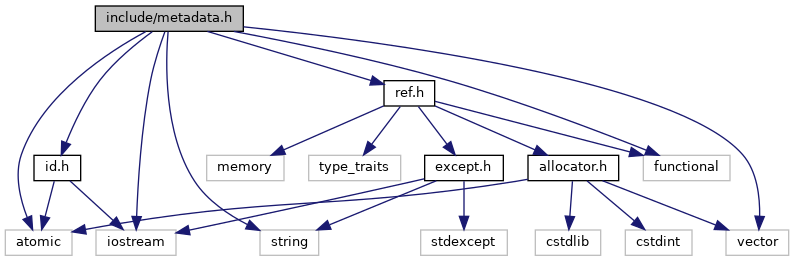 include/metadata.h
ref.h
id.h
memory
type_traits
except.h
allocator.h
functional
atomic
iostream
string
stdexcept
cstdlib
cstdint
vector